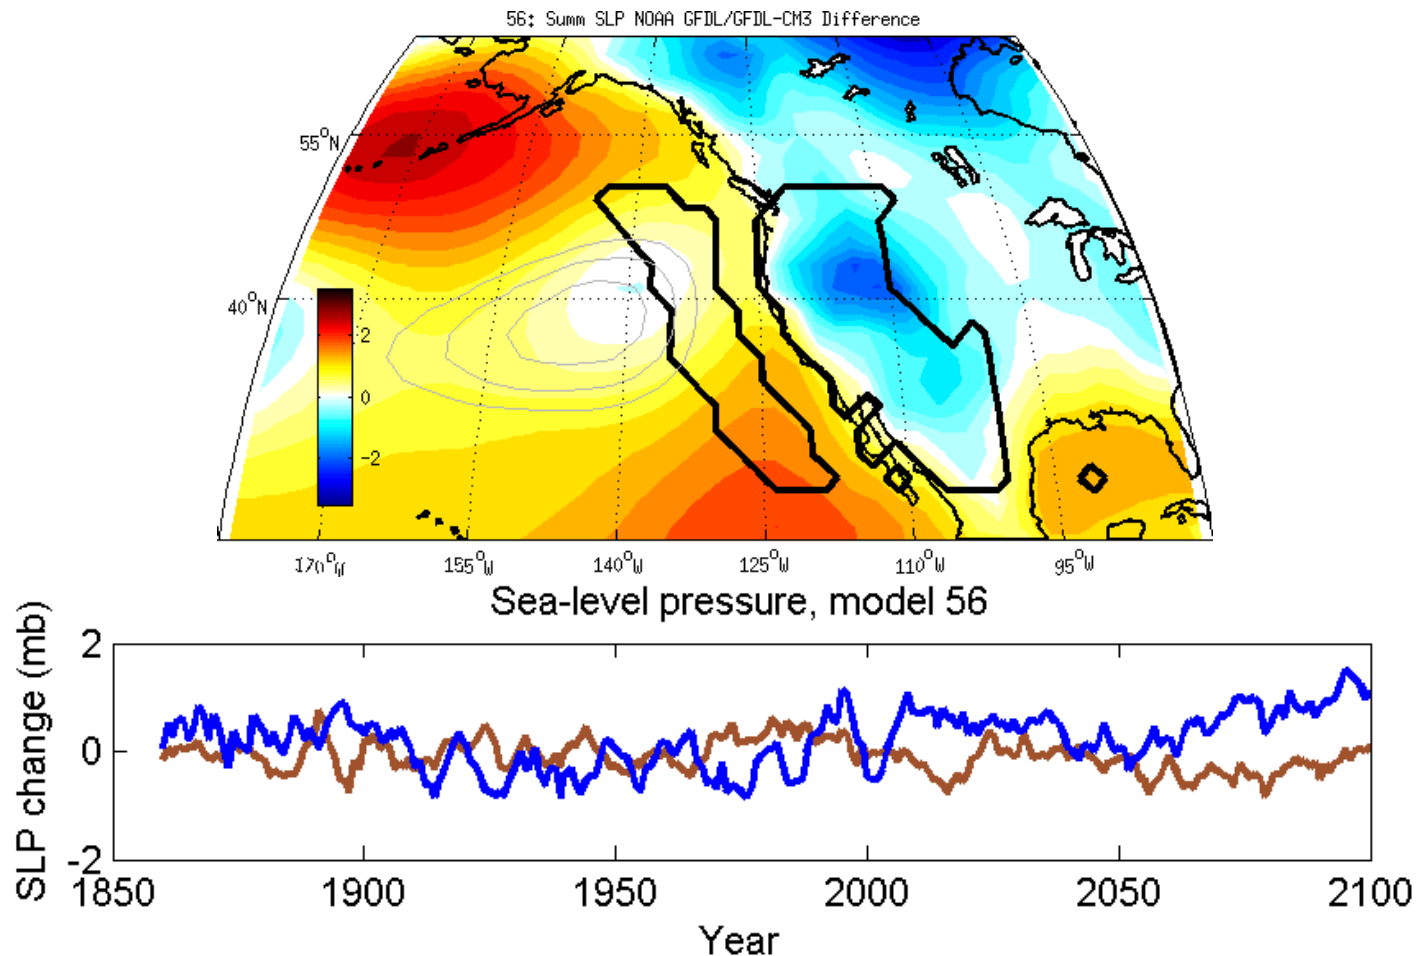 56: Summ SLP NOAA GFDL/GFDL-CM3 Difference
55°N
40°N
2
0
-2
170°W 155°W 140°W 125°W 110°W 95°W
Sea-level pressure, model 56
SLP change (mb)
2
0
-2
1850 1900 1950 2000 2050 2100
Year